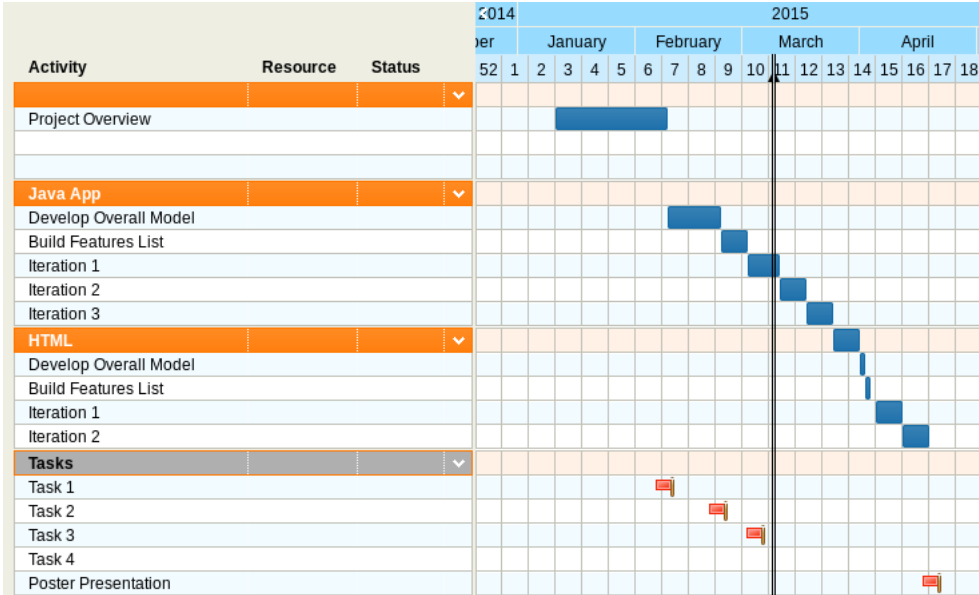 2014 2015
ber January February March April
Activity Resource Status 52 1 2 3 4 5 6 7 8 9 10 11 12 13 14 15 16 17 18
Project Overview
Java App
Develop Overall Model
Build Features List
Iteration 1
Iteration 2
Iteration 3
HTML
Develop Overall Model
Build Features List
Iteration 1
Iteration 2
Tasks
Task 1
Task 2
Task 3
Task 4
Poster Presentation